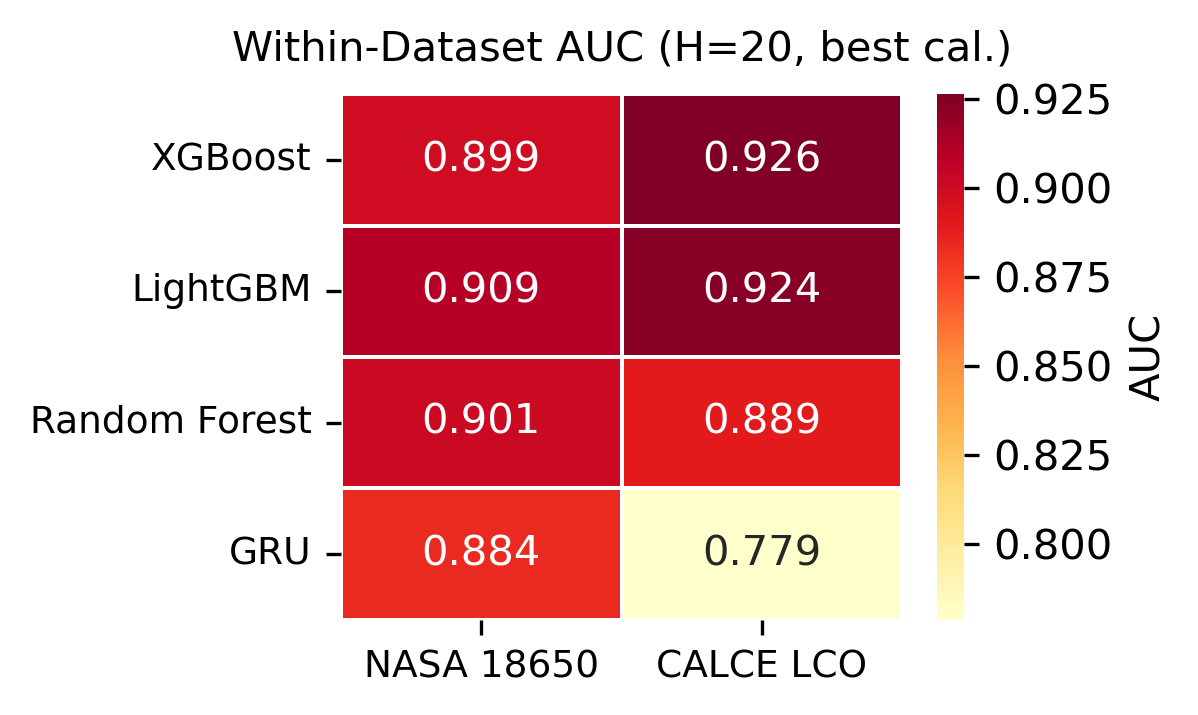 Within-Dataset AUC (H=20, best cal.)
XGBoost 0.899 0.926
LightGBM 0.909 0.924
Random Forest 0.901 0.889
GRU 0.884 0.779
NASA 18650 CALCE LCO
0.925
0.900
0.875
0.850
0.825
0.800
AUC